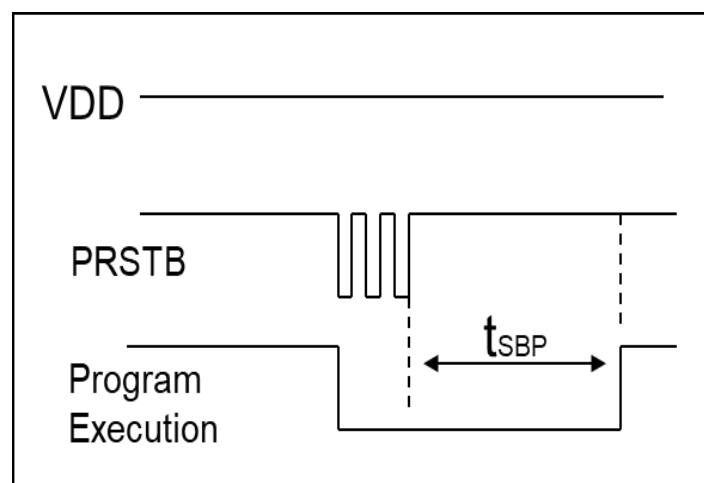 VDD
PRSTB
tSBP
Program
Execution